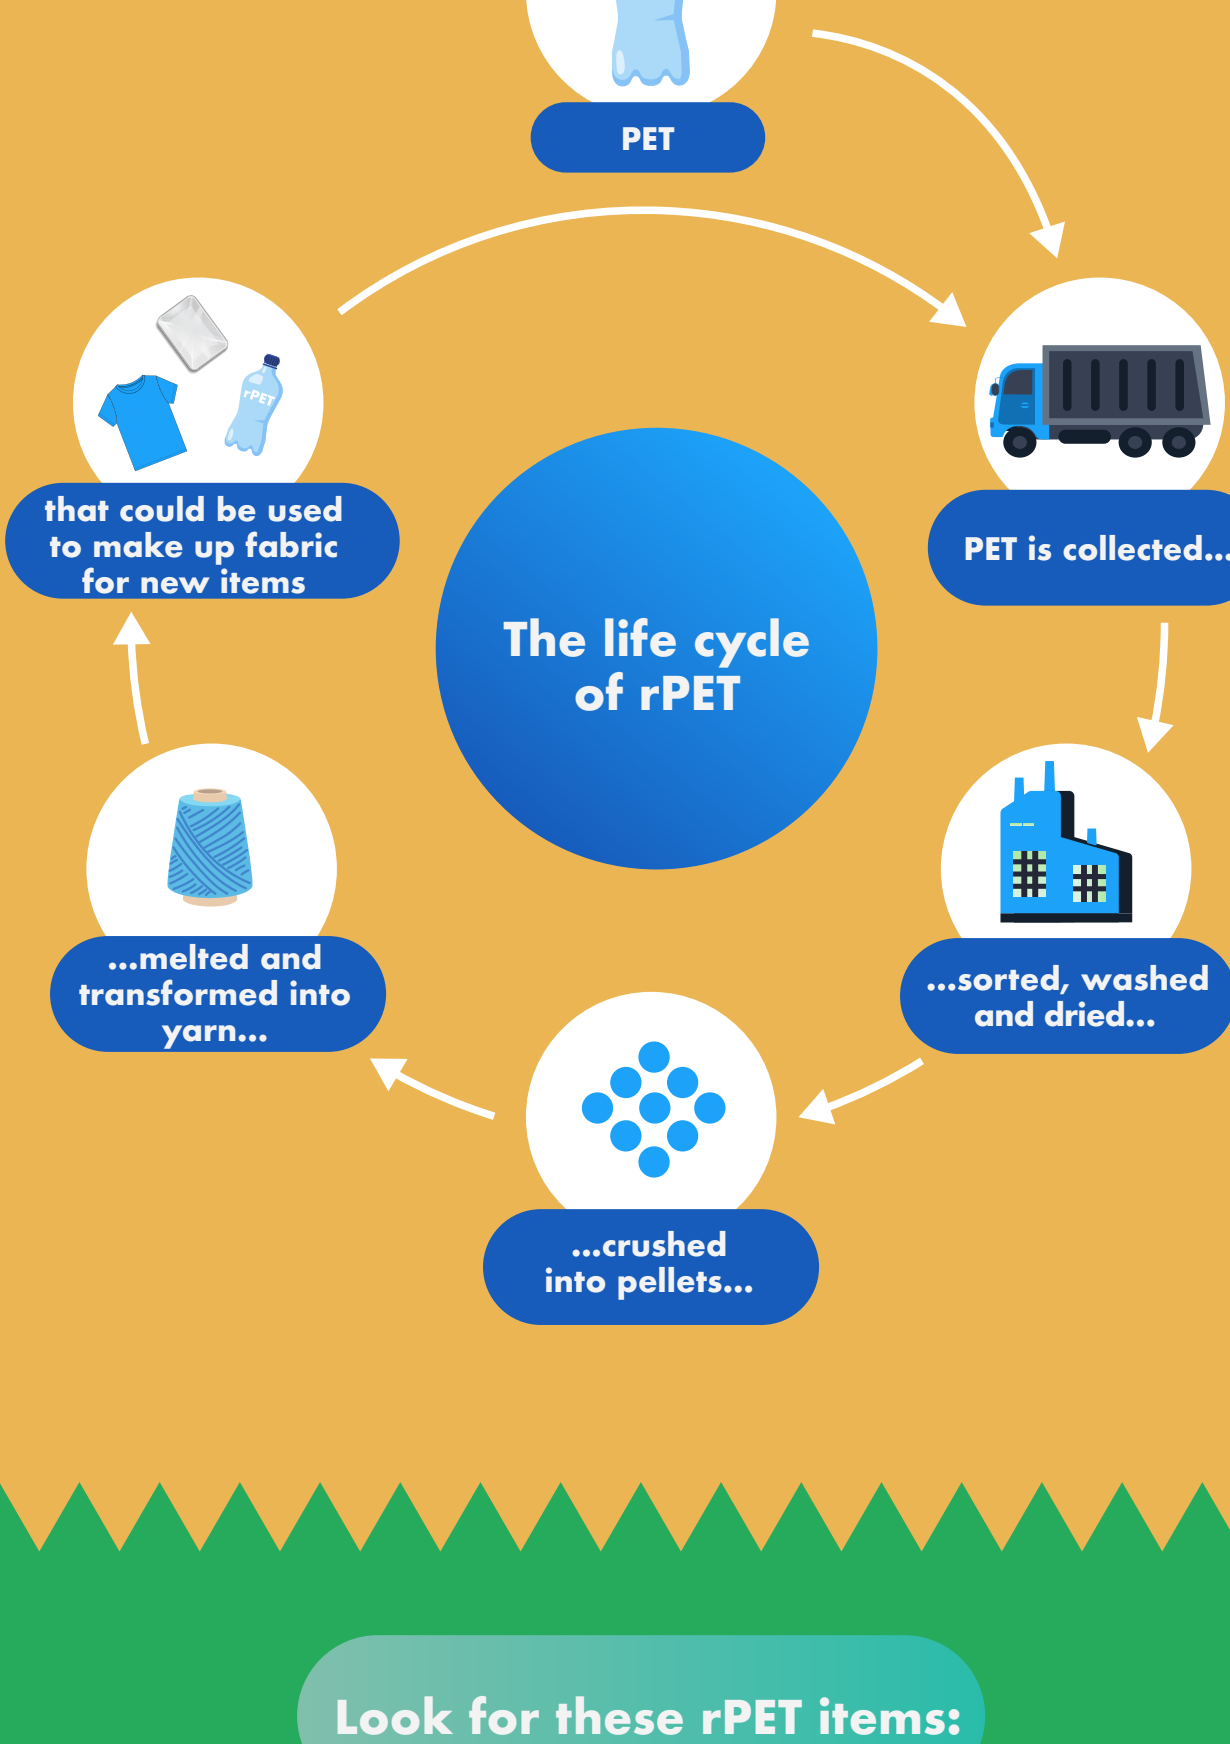 PET
rPET
that could be used
to make up fabric
for new items
PET is collected...
The life cycle
of rPET
...melted and
transformed into
yarn...
...sorted, washed
and dried...
...crushed
into pellets...
Look for these rPET items: